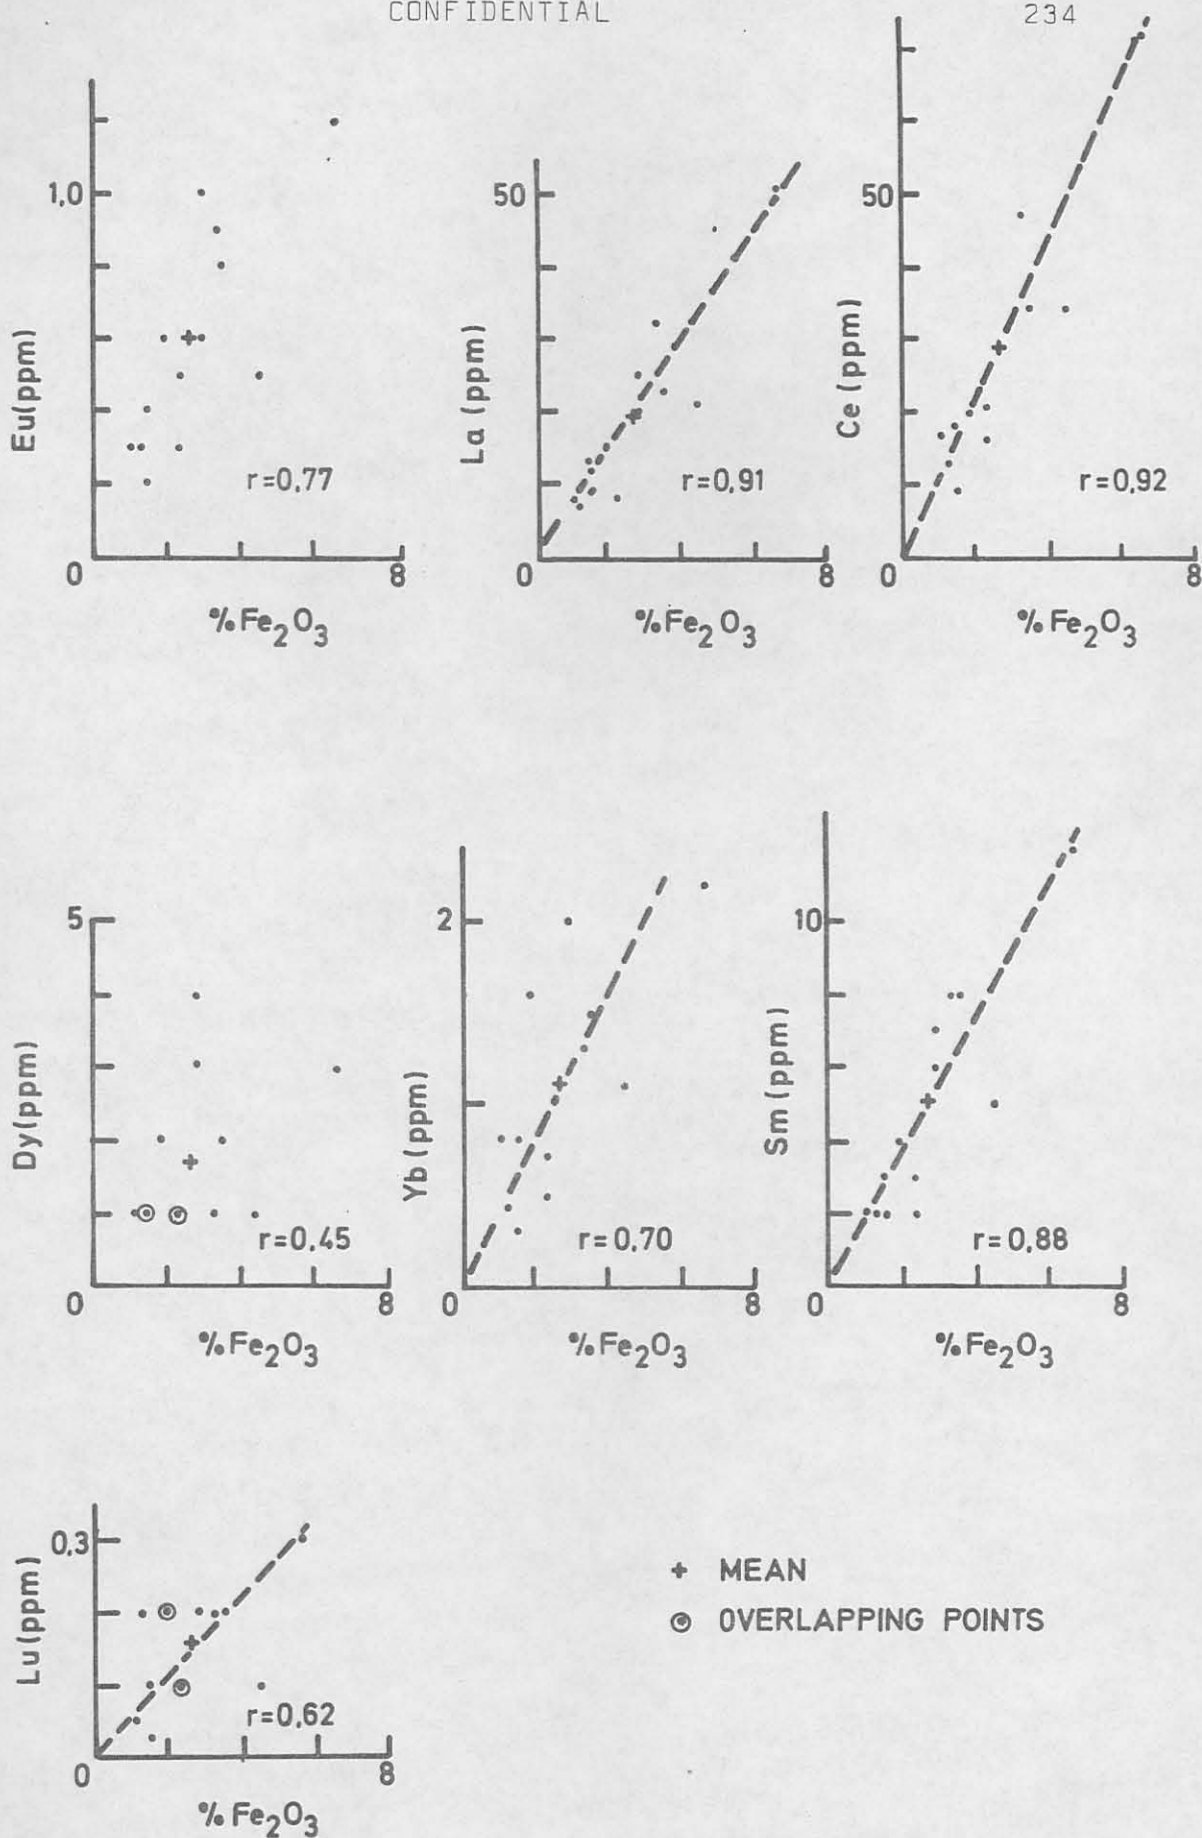 CONFIDENTIAL
234
Eu(ppm)
1,0
r=0,77
0
8
%Fe₂O₃
La (ppm)
50
r=0,91
0
8
%Fe₂O₃
Ce (ppm)
50
r=0,92
0
8
%Fe₂O₃
Dy(ppm)
5
r=0,45
0
8
%Fe₂O₃
Yb (ppm)
2
r=0,70
0
8
%Fe₂O₃
Sm (ppm)
10
r=0,88
0
8
%Fe₂O₃
Lu(ppm)
0,3
r=0,62
0
8
%Fe₂O₃
+ MEAN
⊙ OVERLAPPING POINTS